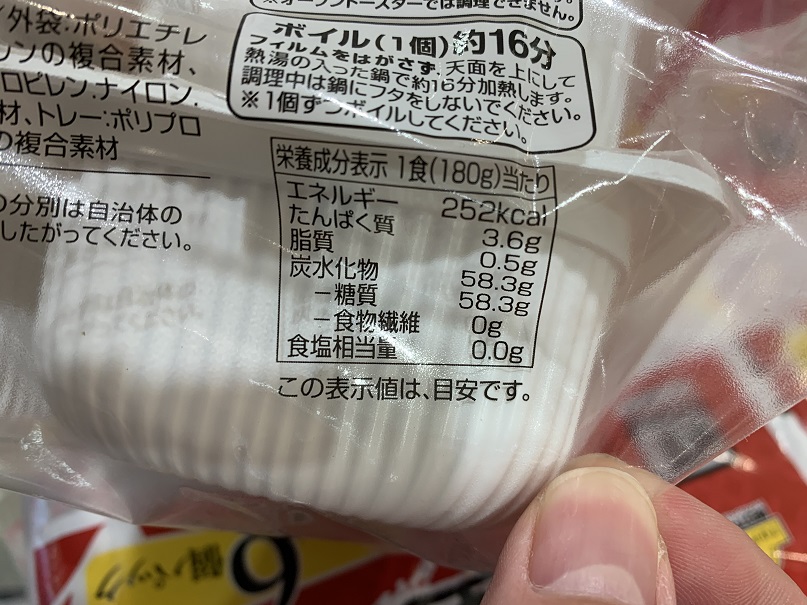 ※オーブントースターでは調理できません。
ボイル(1個)約16分
フィルムをはがさず、天面を上にして
熱湯の入った鍋で約16分加熱します。
調理中は鍋にフタをしないでください。
※1個ずつボイルしてください。
/外袋:ポリエチレ
レンの複合素材、
ロピレン.ナイロン.
材、トレー:ポリプロ
の複合素材
の分別は自治体の
したがってください。
栄養成分表示 1食(180g)当たり
エネルギー 252kcal
たんぱく質 3.6g
脂質 0.5g
炭水化物 58.3g
－糖質 58.3g
－食物繊維 0g
食塩相当量 0.0g
この表示値は、目安です。
6
個パック